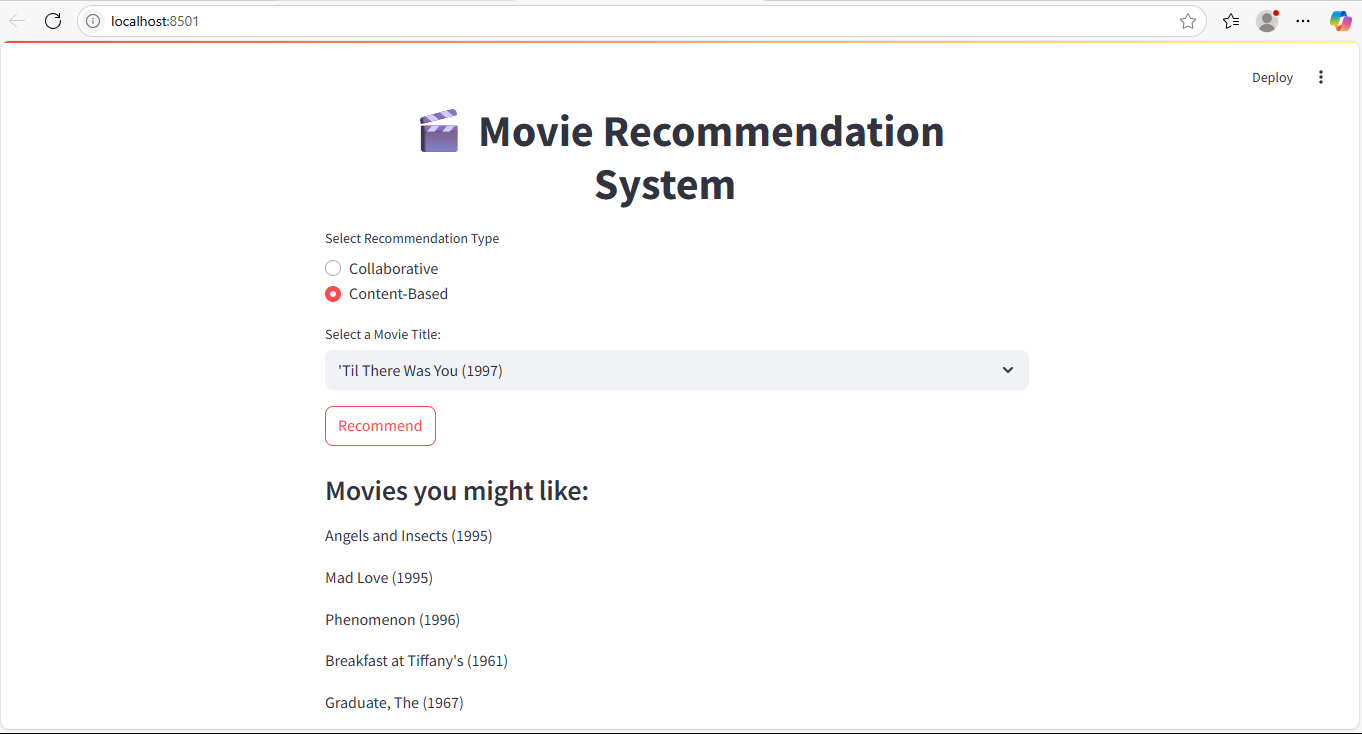 localhost:8501
Deploy
Movie Recommendation
System
Select Recommendation Type
Collaborative
Content-Based
Select a Movie Title:
'Til There Was You (1997)
Recommend
Movies you might like:
Angels and Insects (1995)
Mad Love (1995)
Phenomenon (1996)
Breakfast at Tiffany's (1961)
Graduate, The (1967)